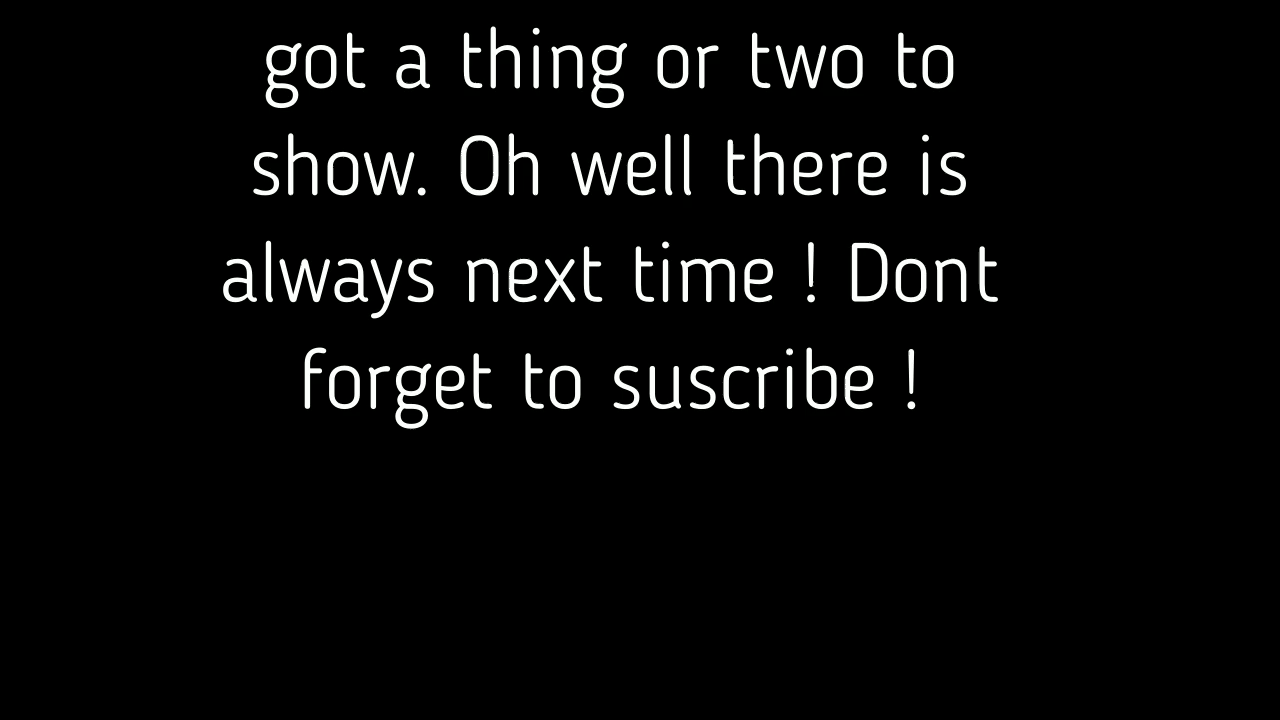 got a thing or two to
show. Oh well there is
always next time ! Dont
forget to suscribe !